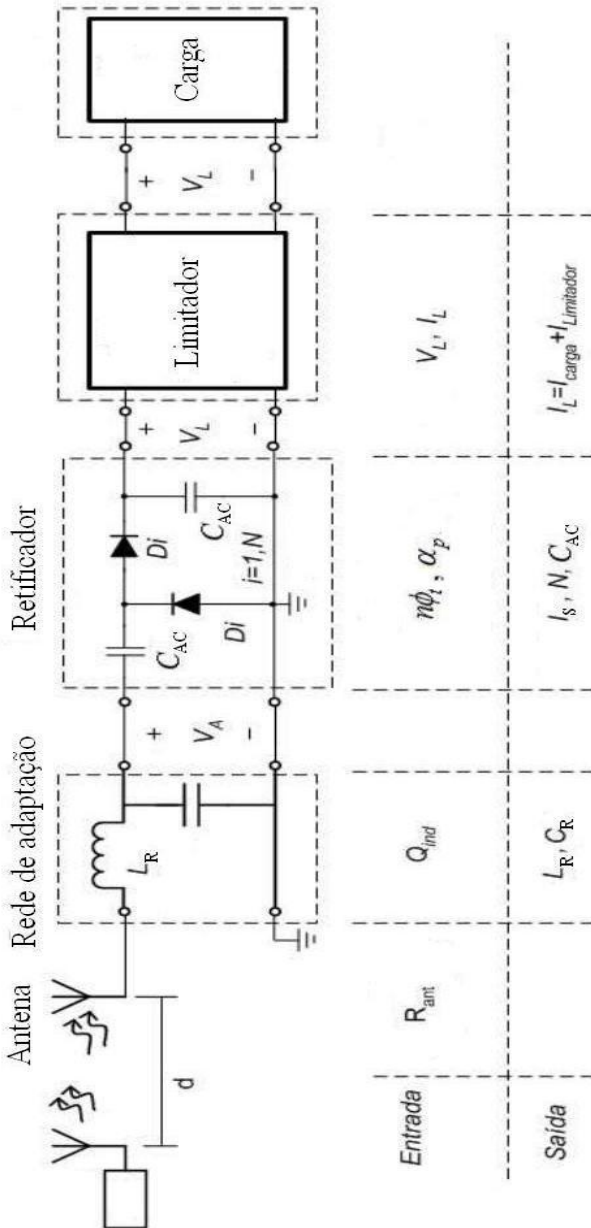 Antena
Rede de adaptação
Retificador
d
L_R
+
V_A
−
C_AC
Di
Di
C_AC
i=1,N
+
V_L
−
Limitador
+
V_L
−
Carga
Entrada
R_ant
Q_ind
nϕ_t, α_p
V_L, I_L
Saída
L_R, C_R
I_S, N, C_AC
I_L=I_carga+I_Limitador